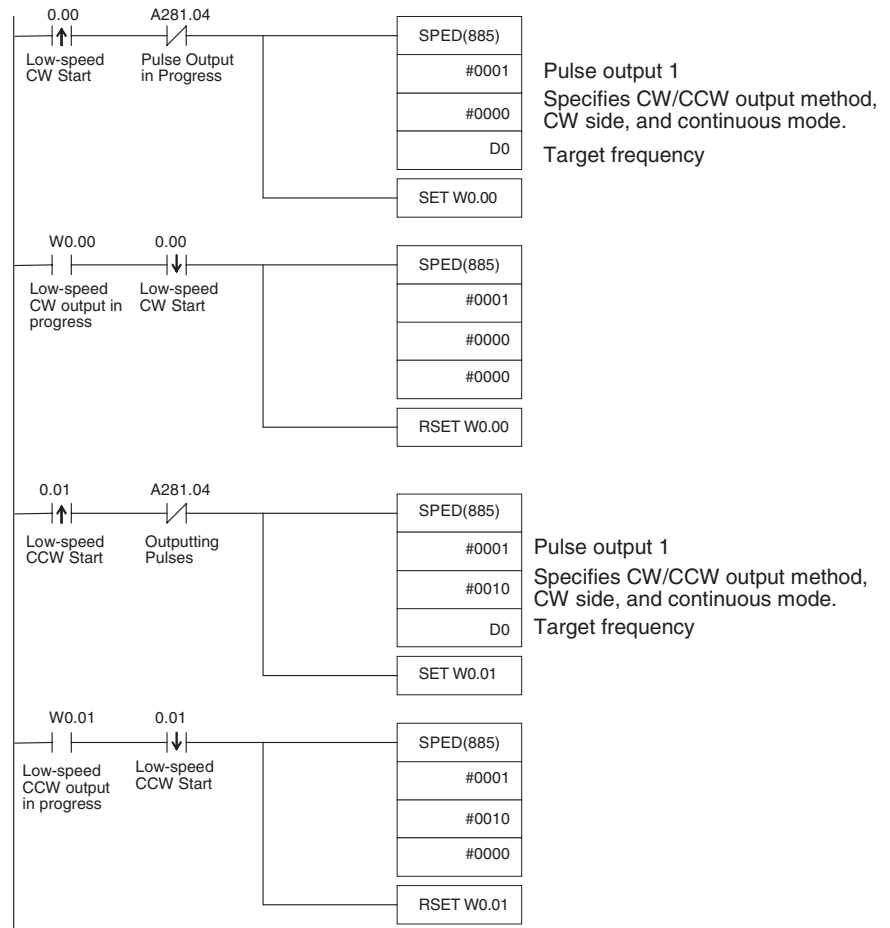 0.00 A281.04
SPED(885)
Low-speed
CW Start
Pulse Output
in Progress
#0001 Pulse output 1
#0000 Specifies CW/CCW output method,
CW side, and continuous mode.
D0 Target frequency
SET W0.00
W0.00 0.00
SPED(885)
Low-speed
CW output in
progress
Low-speed
CW Start
#0001
#0000
#0000
RSET W0.00
0.01 A281.04
SPED(885)
Low-speed
CCW Start
Outputting
Pulses
#0001 Pulse output 1
#0010 Specifies CW/CCW output method,
CW side, and continuous mode.
D0 Target frequency
SET W0.01
W0.01 0.01
SPED(885)
Low-speed
CCW output
in progress
Low-speed
CCW Start
#0001
#0010
#0000
RSET W0.01